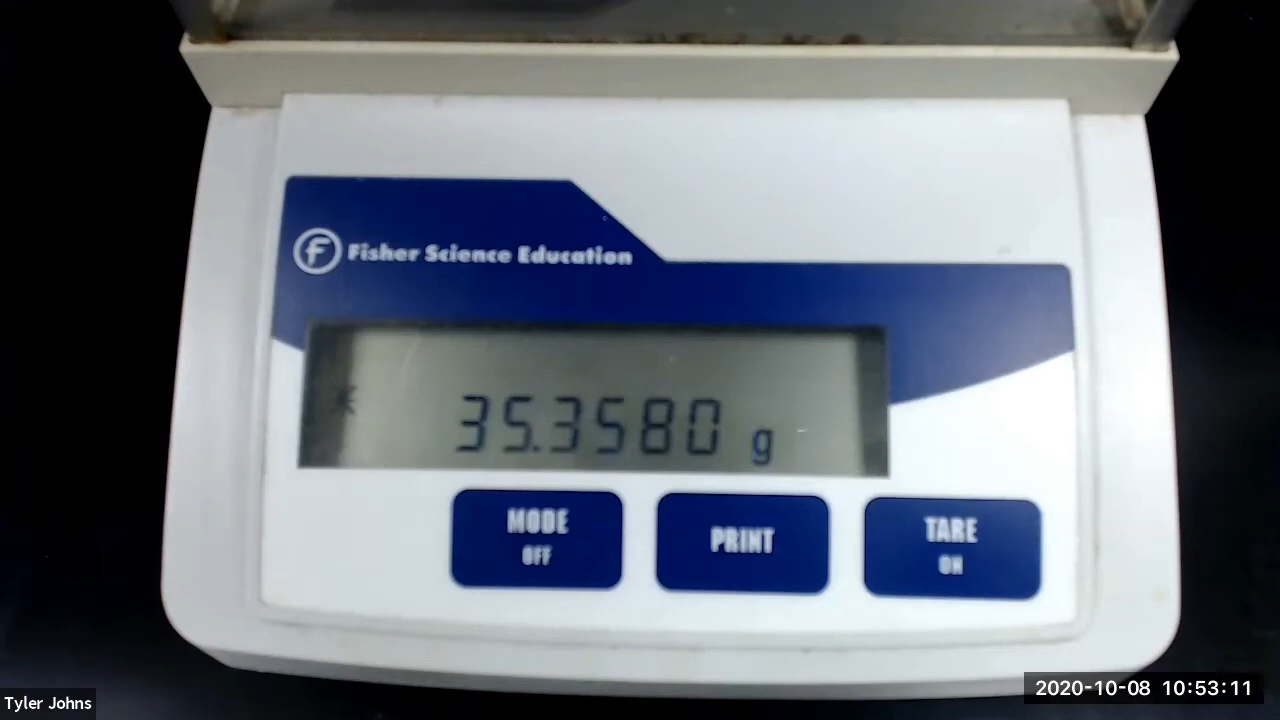 f Fisher Science Education
* 35.3580 g
MODE
OFF
PRINT
TARE
ON
Tyler Johns
2020-10-08 10:53:11